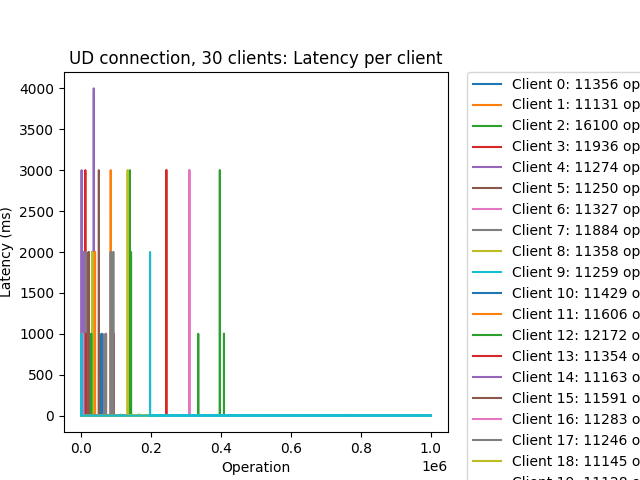 UD connection, 30 clients: Latency per client
Latency (ms)
4000
3500
3000
2500
2000
1500
1000
500
0
0.0 0.2 0.4 0.6 0.8 1.0
1e6
Operation
Client 0: 11356 op
Client 1: 11131 op
Client 2: 16100 op
Client 3: 11936 op
Client 4: 11274 op
Client 5: 11250 op
Client 6: 11327 op
Client 7: 11884 op
Client 8: 11358 op
Client 9: 11259 op
Client 10: 11429 o
Client 11: 11606 o
Client 12: 12172 o
Client 13: 11354 o
Client 14: 11163 o
Client 15: 11591 o
Client 16: 11283 o
Client 17: 11246 o
Client 18: 11145 o